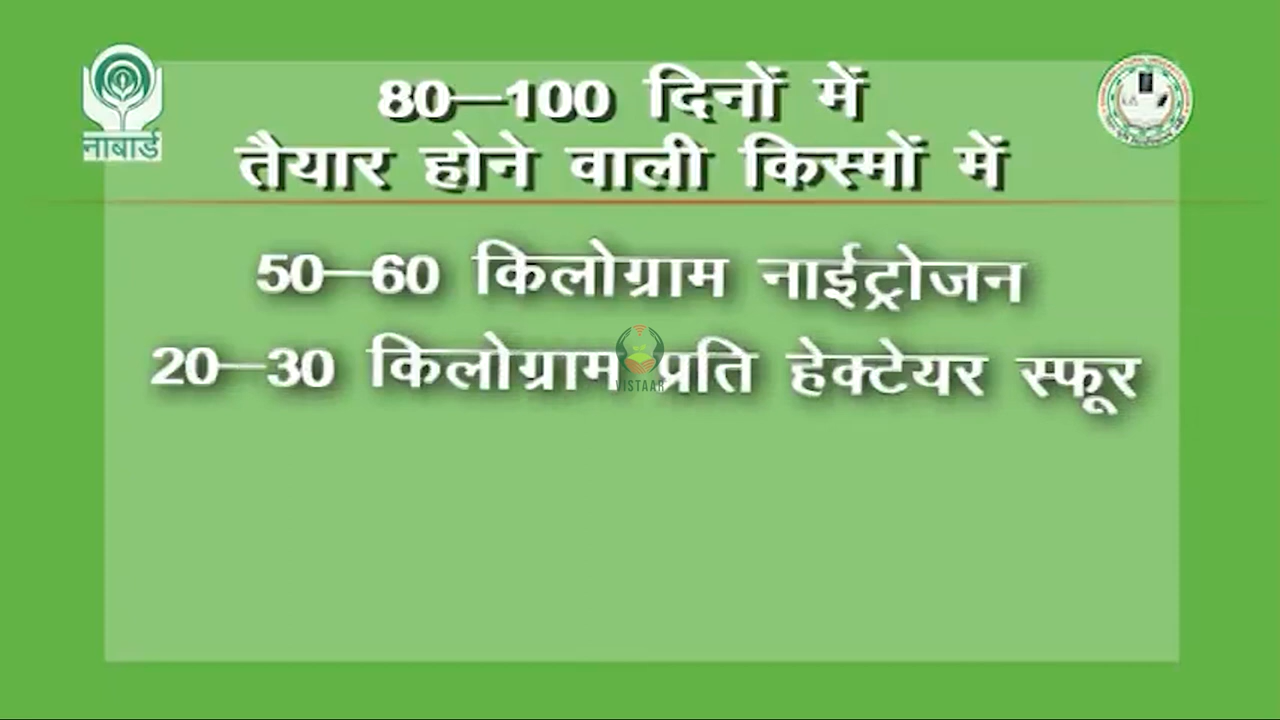 80–100 दिनों में
तैयार होने वाली किस्मों में
50–60 किलोग्राम नाईट्रोजन
20–30 किलोग्राम प्रति हेक्टेयर स्फूर
नाबार्ड
VISTAAR